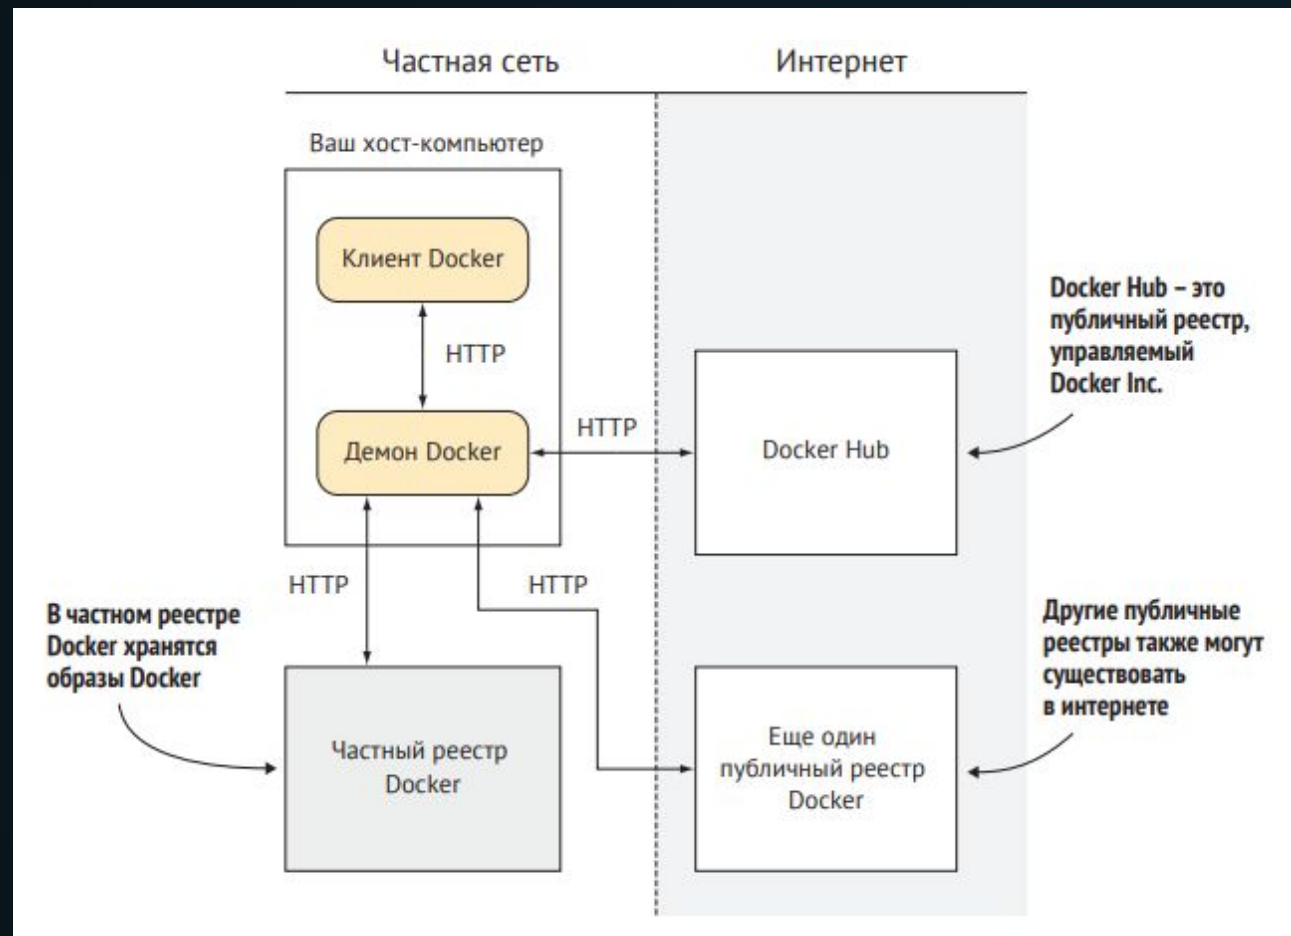 Частная сеть
Интернет
Ваш хост-компьютер
Клиент Docker
HTTP
Демон Docker
HTTP
Docker Hub
Docker Hub – это
публичный реестр,
управляемый
Docker Inc.
HTTP
HTTP
В частном реестре
Docker хранятся
образы Docker
Частный реестр
Docker
Еще один
публичный реестр
Docker
Другие публичные
реестры также могут
существовать
в интернете